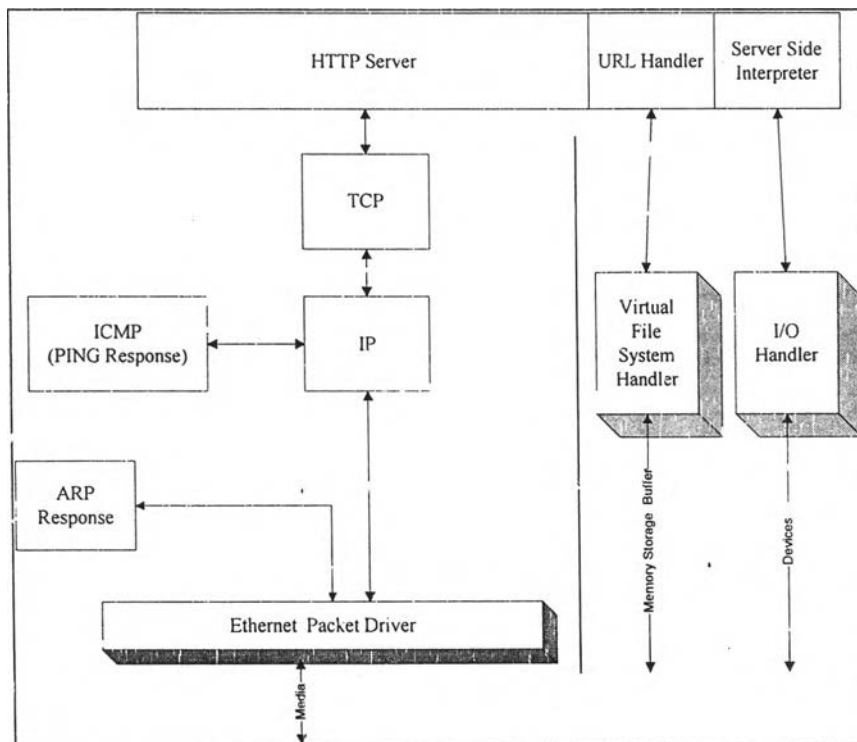 HTTP Server
URL Handler
Server Side
Interpreter
TCP
ICMP
(PING Response)
IP
Virtual
File
System
Handler
I/O
Handler
ARP
Response
Memory Storage Buffer
Devices
Ethernet Packet Driver
Media